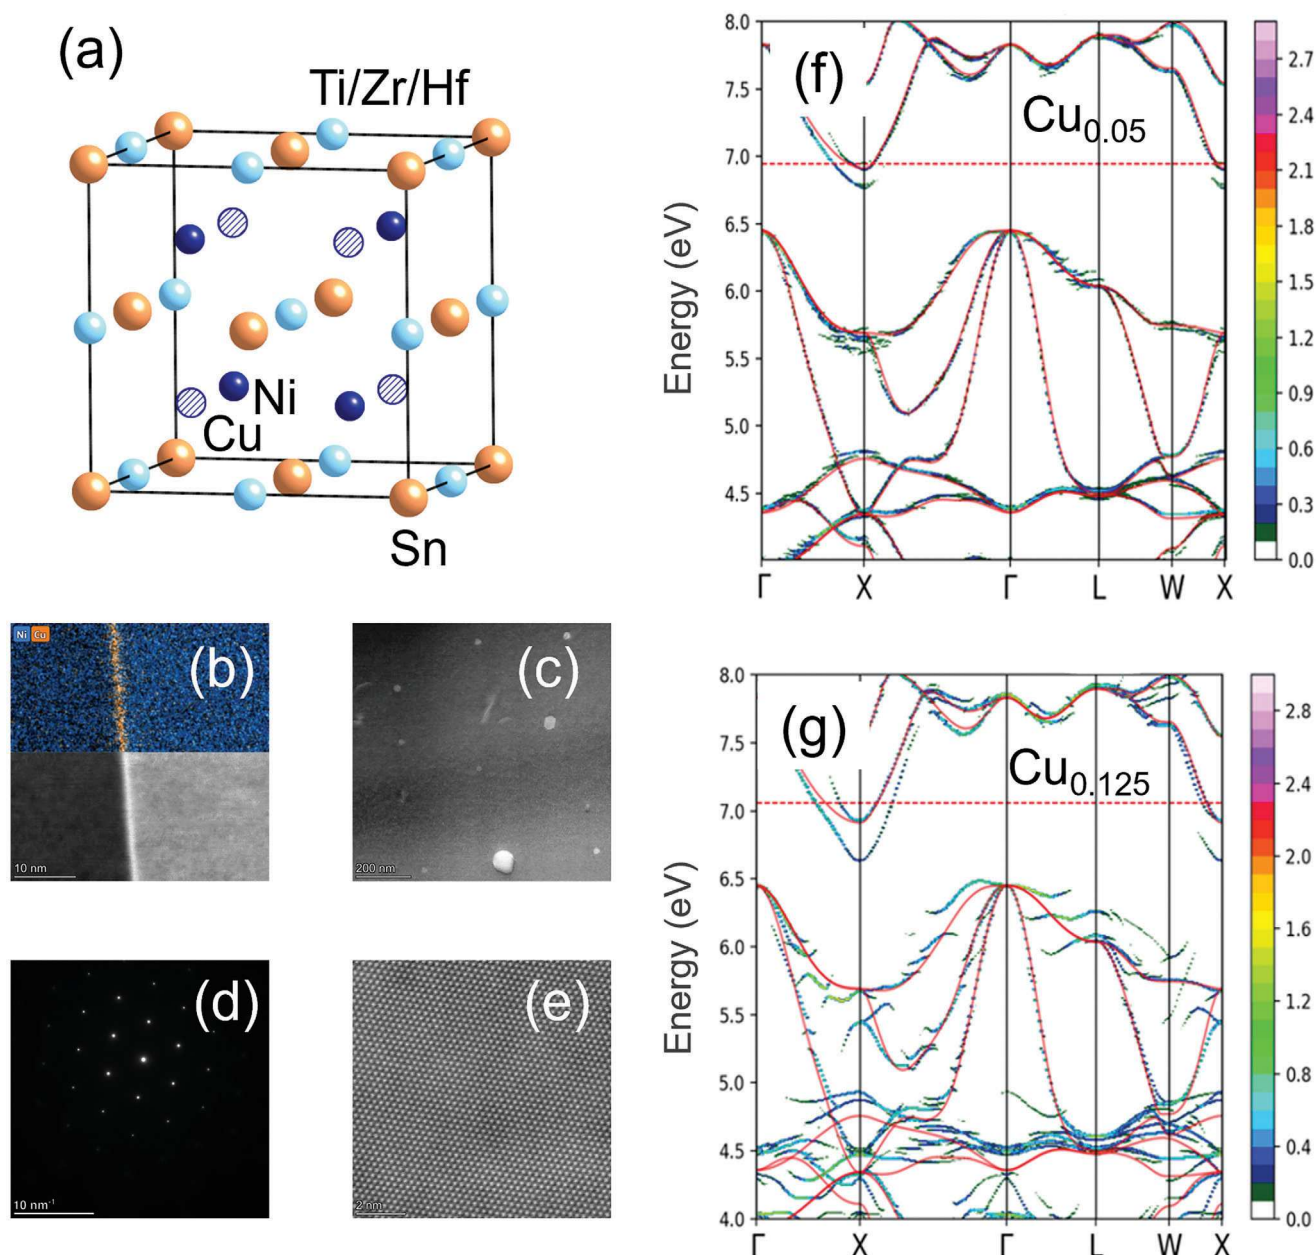 (a)
Ti/Zr/Hf
Ni
Cu
Sn
Ni Cu
(b)
10 nm
(c)
200 nm
(d)
10 nm⁻¹
(e)
2 nm
(f)
Cu0.05
Energy (eV)
8.0
7.5
7.0
6.5
6.0
5.5
5.0
4.5
Γ X Γ L W X
2.7
2.4
2.1
1.8
1.5
1.2
0.9
0.6
0.3
0.0
(g)
Cu0.125
Energy (eV)
8.0
7.5
7.0
6.5
6.0
5.5
5.0
4.5
4.0
Γ X Γ L W X
2.8
2.4
2.0
1.6
1.2
0.8
0.4
0.0